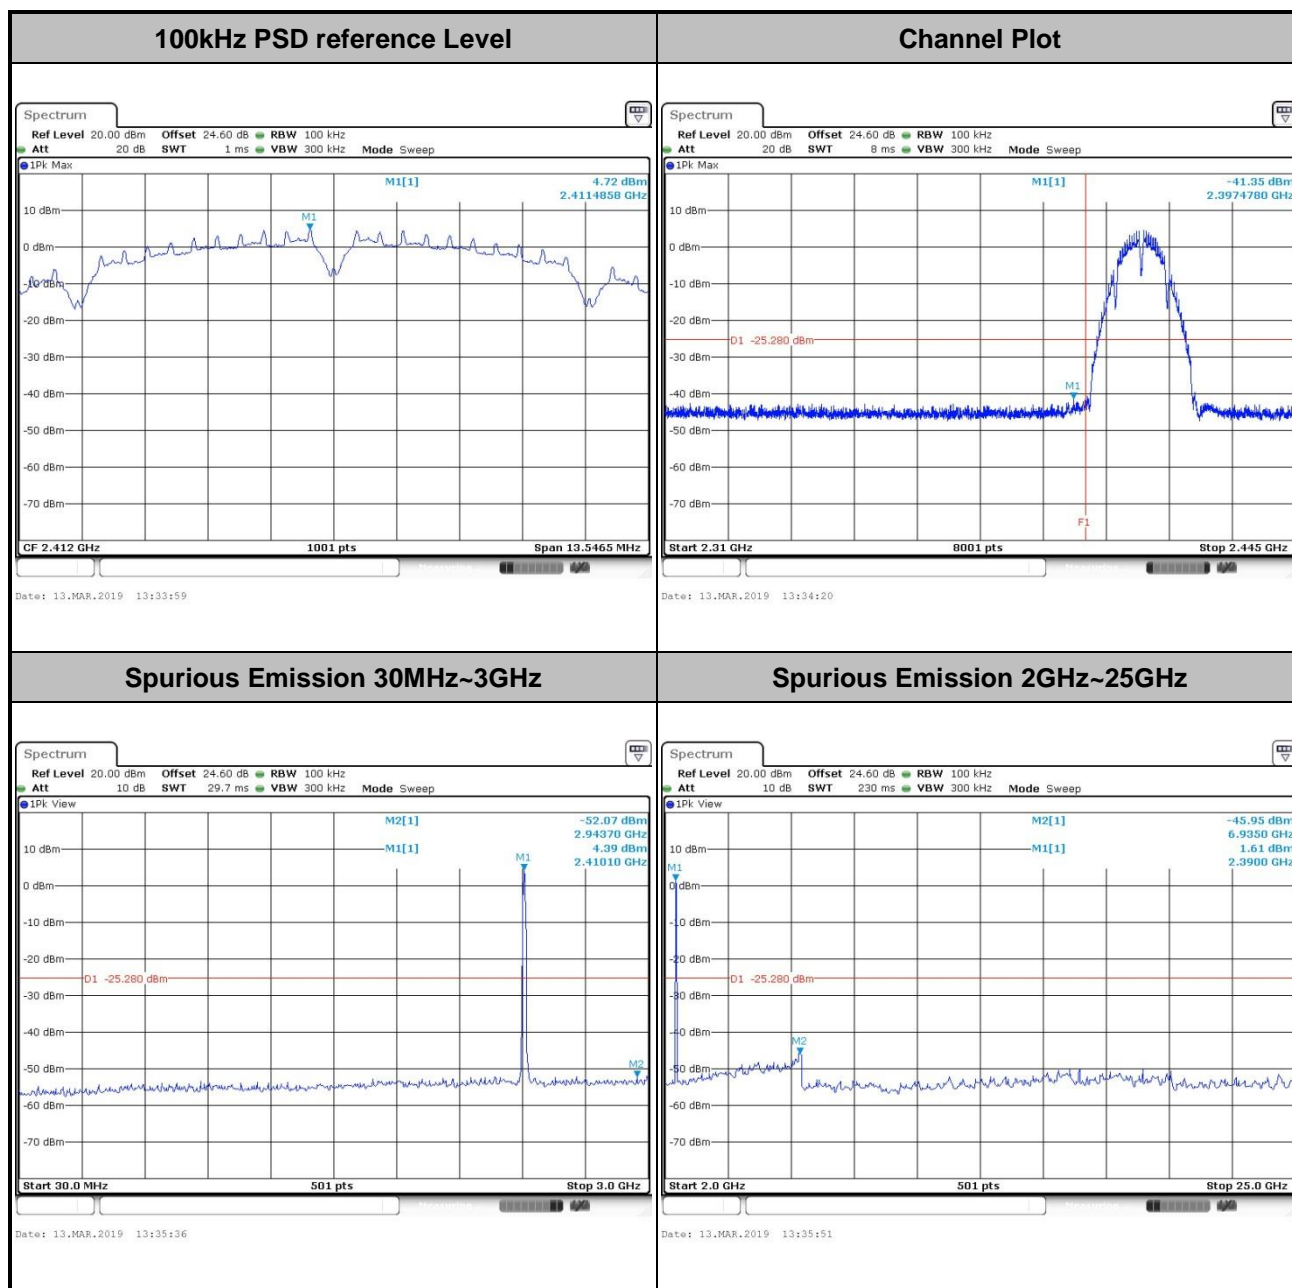 100kHz PSD reference Level
Spectrum
Ref Level 20.00 dBm Offset 24.60 dB RBW 100 kHz
Att 20 dB SWT 1 ms VBW 300 kHz Mode Sweep
1Pk Max
M1[1] 4.72 dBm
2.4114858 GHz
10 dBm
M1
0 dBm
-10 dBm
-20 dBm
-30 dBm
-40 dBm
-50 dBm
-60 dBm
-70 dBm
CF 2.412 GHz 1001 pts Span 13.5465 MHz
Date: 13.MAR.2019 13:33:59
Channel Plot
Spectrum
Ref Level 20.00 dBm Offset 24.60 dB RBW 100 kHz
Att 20 dB SWT 8 ms VBW 300 kHz Mode Sweep
1Pk Max
M1[1] -41.35 dBm
2.3974780 GHz
10 dBm
0 dBm
-10 dBm
-20 dBm
D1 -25.280 dBm
-30 dBm
M1
-40 dBm
-50 dBm
-60 dBm
-70 dBm
F1
Start 2.31 GHz 8001 pts Stop 2.445 GHz
Date: 13.MAR.2019 13:34:20
Spurious Emission 30MHz~3GHz
Spectrum
Ref Level 20.00 dBm Offset 24.60 dB RBW 100 kHz
Att 10 dB SWT 29.7 ms VBW 300 kHz Mode Sweep
1Pk View
M2[1] -52.07 dBm
2.94370 GHz
M1[1] 4.39 dBm
2.41010 GHz
10 dBm
M1
0 dBm
-10 dBm
-20 dBm
D1 -25.280 dBm
-30 dBm
-40 dBm
M2
-50 dBm
-60 dBm
-70 dBm
Start 30.0 MHz 501 pts Stop 3.0 GHz
Date: 13.MAR.2019 13:35:36
Spurious Emission 2GHz~25GHz
Spectrum
Ref Level 20.00 dBm Offset 24.60 dB RBW 100 kHz
Att 10 dB SWT 230 ms VBW 300 kHz Mode Sweep
1Pk View
M2[1] -45.95 dBm
6.9350 GHz
M1[1] 1.61 dBm
2.3900 GHz
10 dBm
M1
0 dBm
-10 dBm
-20 dBm
D1 -25.280 dBm
-30 dBm
-40 dBm
M2
-50 dBm
-60 dBm
-70 dBm
Start 2.0 GHz 501 pts Stop 25.0 GHz
Date: 13.MAR.2019 13:35:51